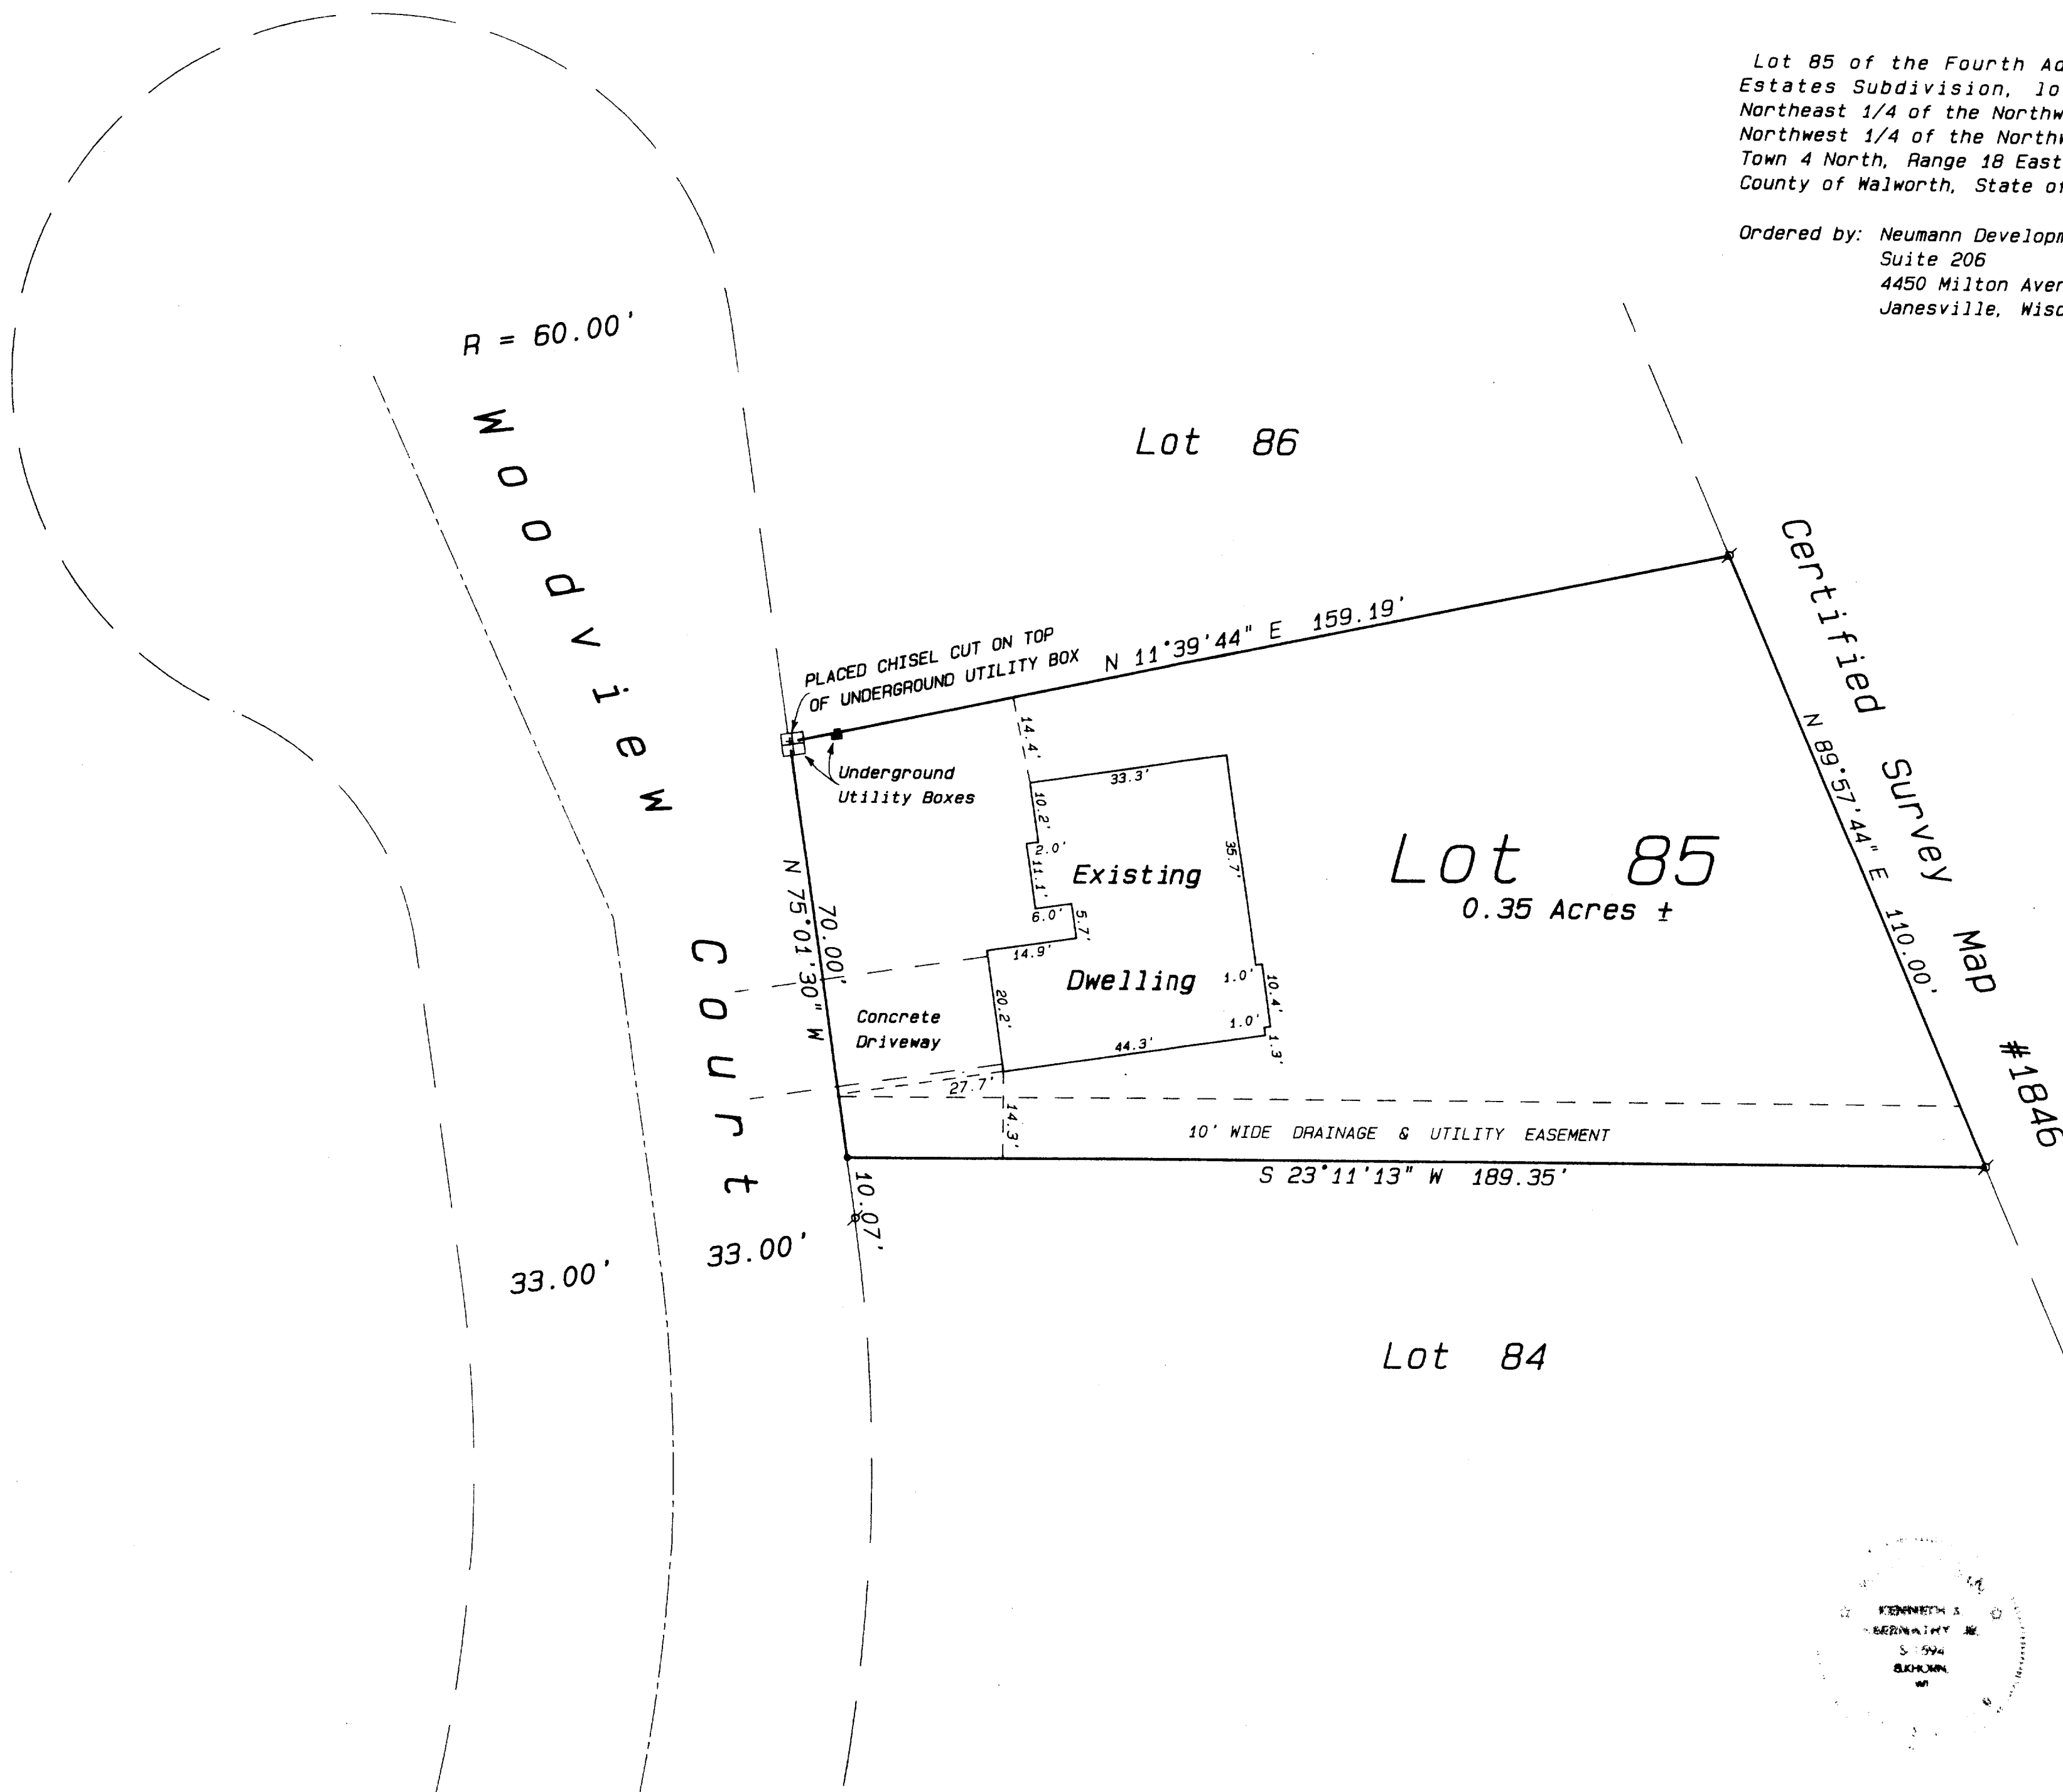 Lot 85 of the Fourth Ad
Estates Subdivision, lo
Northeast 1/4 of the Northw
Northwest 1/4 of the Northw
Town 4 North, Range 18 East
County of Walworth, State of
Ordered by: Neumann Developm
Suite 206
4450 Milton Aven
Janesville, Wisc
R = 60.00'
Woodview Court
Lot 86
Certified Survey Map #1846
N 11°39'44" E 159.19'
PLACED CHISEL CUT ON TOP
OF UNDERGROUND UTILITY BOX
Underground
Utility Boxes
14.4'
33.3'
10.2'
2.0'
11.1'
6.0'
5.7'
14.9'
35.7'
Existing
Dwelling
1.0'
10.4'
1.0'
1.3'
20.2'
44.3'
Lot 85
0.35 Acres ±
N 89°57'44" E 110.00'
70.00'
N 75°01'30" W
Concrete
Driveway
27.7'
14.3'
10' WIDE DRAINAGE & UTILITY EASEMENT
S 23°11'13" W 189.35'
10.07'
33.00'
33.00'
Lot 84
KENNETH
ELKHORN
WI